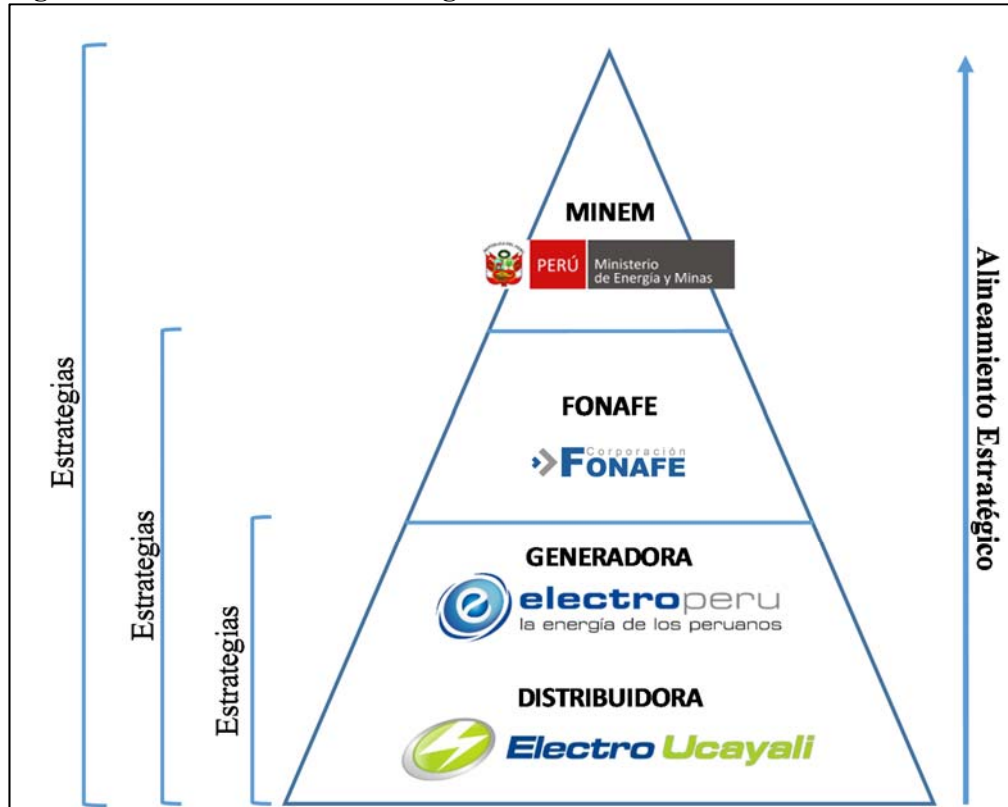 MINEM
PERÚ
Ministerio
de Energía y Minas
FONAFE
Corporación
FONAFE
GENERADORA
electroperu
la energía de los peruanos
DISTRIBUIDORA
Electro Ucayali
Estrategias
Estrategias
Estrategias
Alineamiento Estratégico